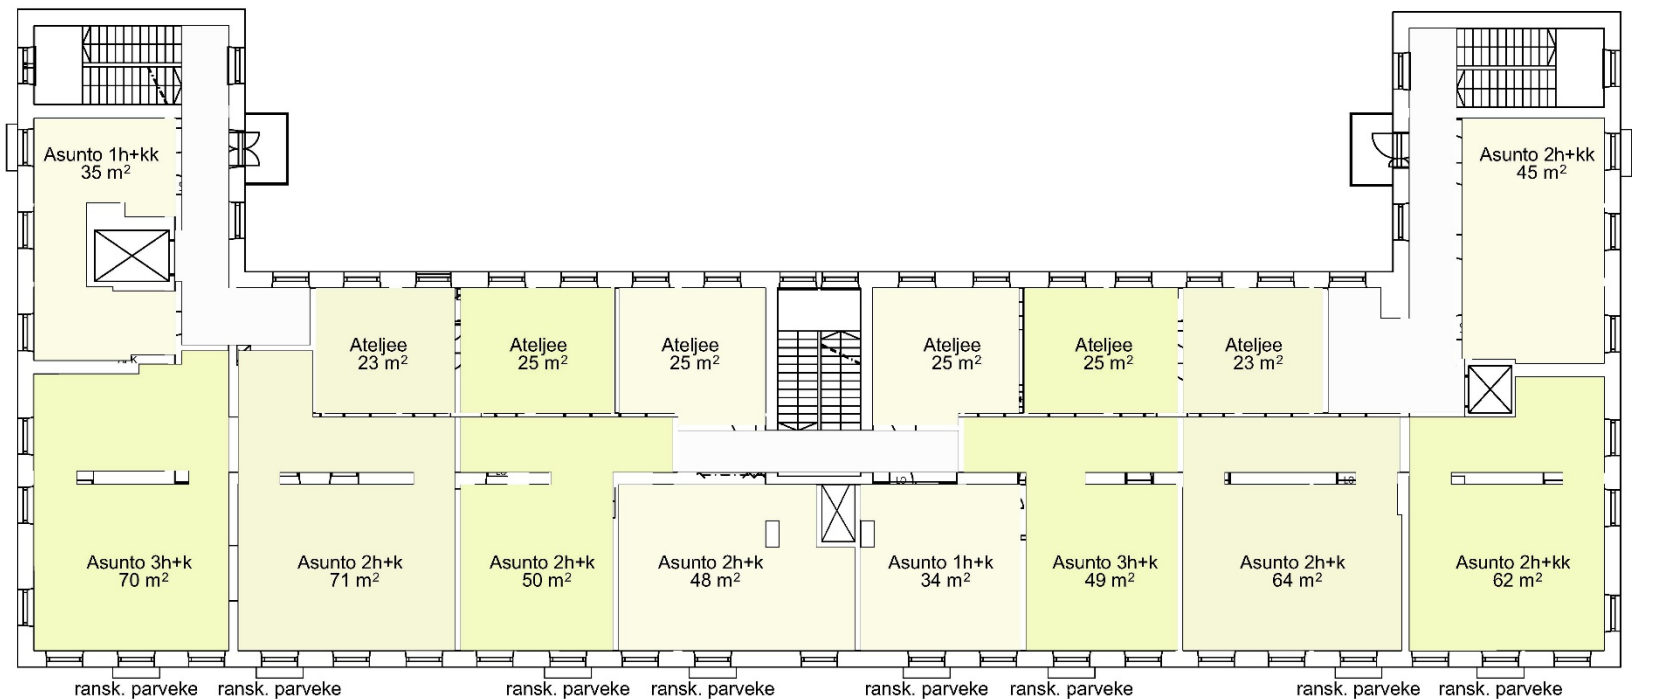 Asunto 1h+kk
35 m²
Asunto 2h+kk
45 m²
Ateljee
23 m²
Ateljee
25 m²
Ateljee
25 m²
Ateljee
25 m²
Ateljee
25 m²
Ateljee
23 m²
Asunto 3h+k
70 m²
Asunto 2h+k
71 m²
Asunto 2h+k
50 m²
Asunto 2h+k
48 m²
Asunto 1h+k
34 m²
Asunto 3h+k
49 m²
Asunto 2h+k
64 m²
Asunto 2h+kk
62 m²
ransk. parveke
ransk. parveke
ransk. parveke
ransk. parveke
ransk. parveke
ransk. parveke
ransk. parveke
ransk. parveke